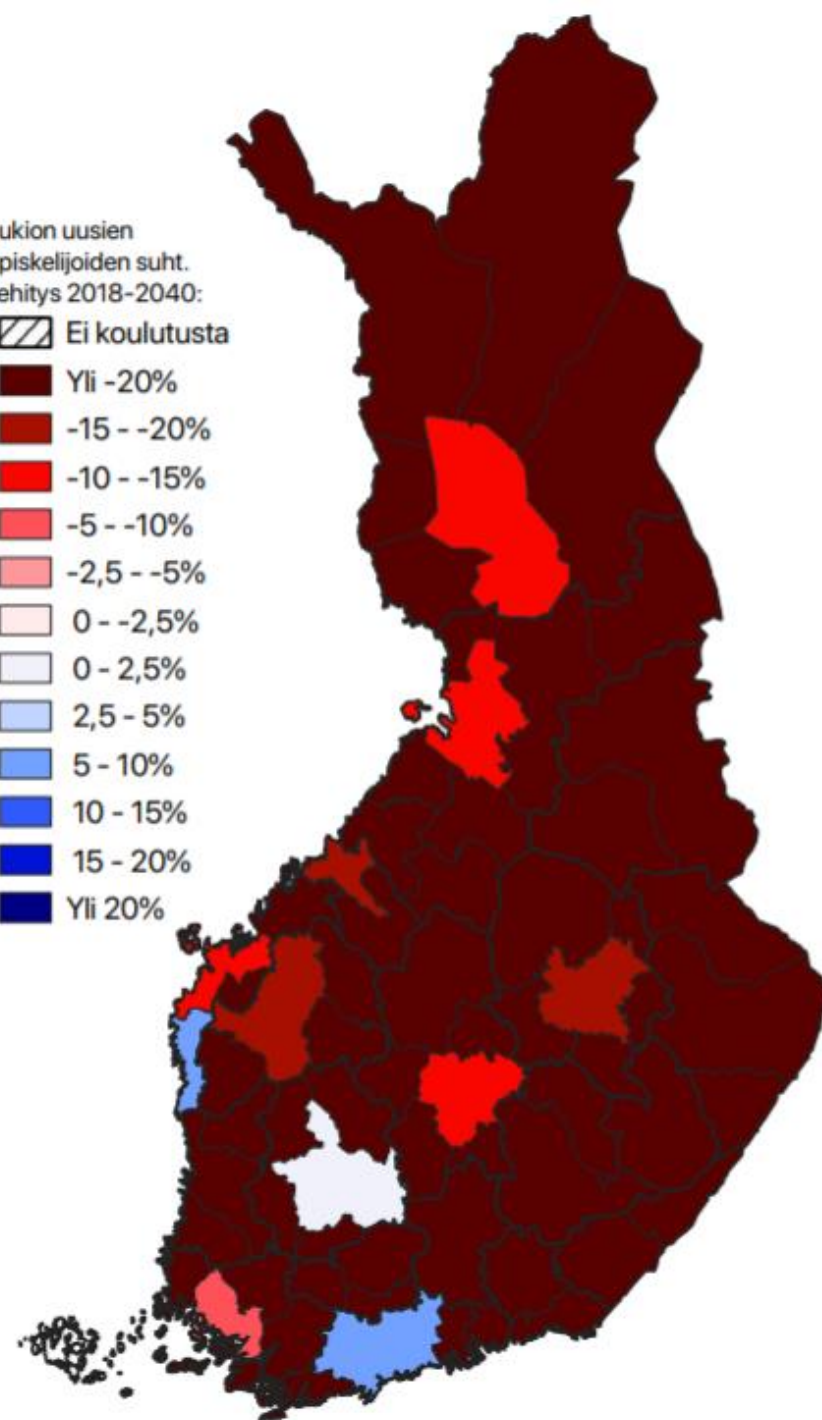 ukion uusien
piskelijoiden suht.
ehitys 2018-2040:
Ei koulutusta
Yli -20%
-15 - -20%
-10 - -15%
-5 - -10%
-2,5 - -5%
0 - -2,5%
0 - 2,5%
2,5 - 5%
5 - 10%
10 - 15%
15 - 20%
Yli 20%